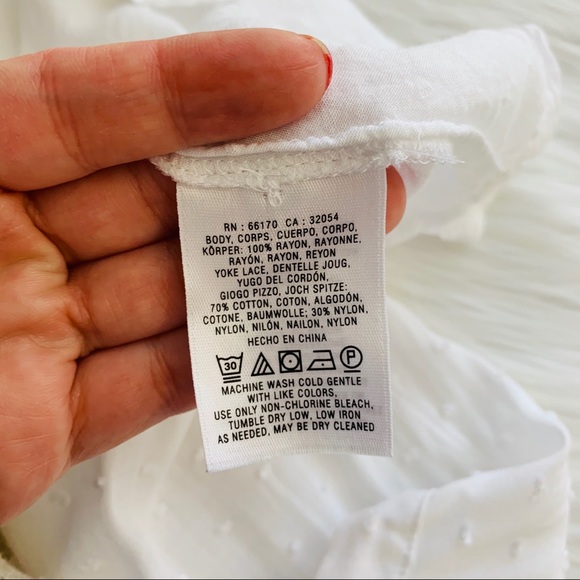 RN : 66170 CA : 32054
BODY, CORPS, CUERPO, CORPO,
KÖRPER: 100% RAYON, RAYONNE,
RAYÓN, RAYON, REYON
YOKE LACE, DENTELLE JOUG,
YUGO DEL CORDÓN,
GIOGO PIZZO, JOCH SPITZE:
70% COTTON, COTON, ALGODÓN,
COTONE, BAUMWOLLE; 30% NYLON,
NYLON, NILÓN, NAILON, NYLON
HECHO EN CHINA
30 P
MACHINE WASH COLD GENTLE
WITH LIKE COLORS,
USE ONLY NON-CHLORINE BLEACH,
TUMBLE DRY LOW, LOW IRON
AS NEEDED, MAY BE DRY CLEANED